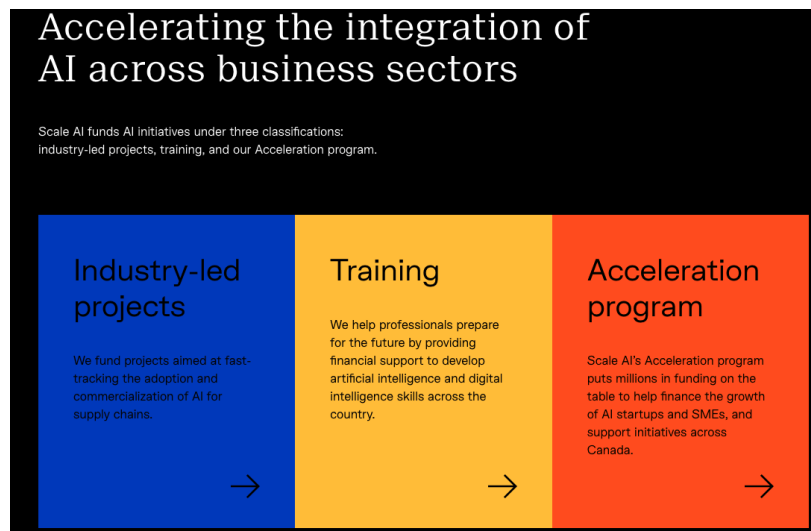 Accelerating the integration of
AI across business sectors
Scale AI funds AI initiatives under three classifications:
industry-led projects, training, and our Acceleration program.
Industry-led
projects
We fund projects aimed at fast-
tracking the adoption and
commercialization of AI for
supply chains.
Training
We help professionals prepare
for the future by providing
financial support to develop
artificial intelligence and digital
intelligence skills across the
country.
Acceleration
program
Scale AI's Acceleration program
puts millions in funding on the
table to help finance the growth
of AI startups and SMEs, and
support initiatives across
Canada.